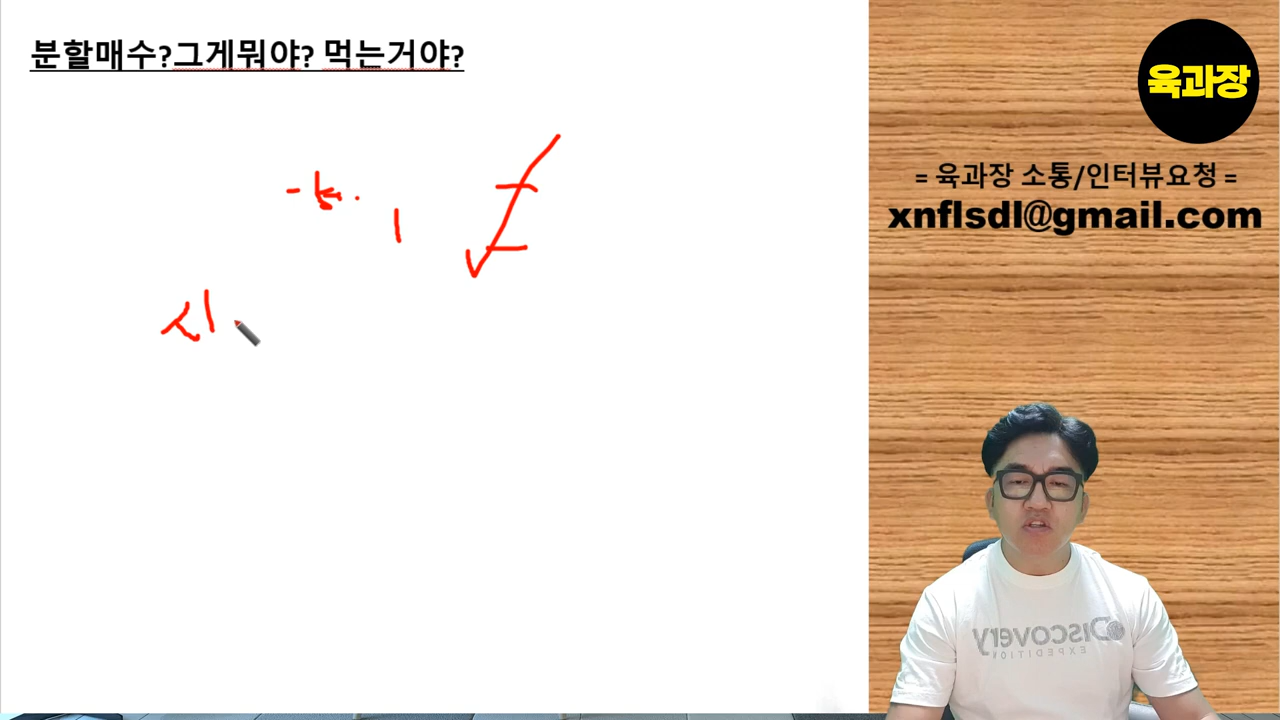 분할매수?그게뭐야? 먹는거야?
육과장
= 육과장 소통/인터뷰요청 =
xnflsdl@gmail.com
Discovery
EXPEDITION